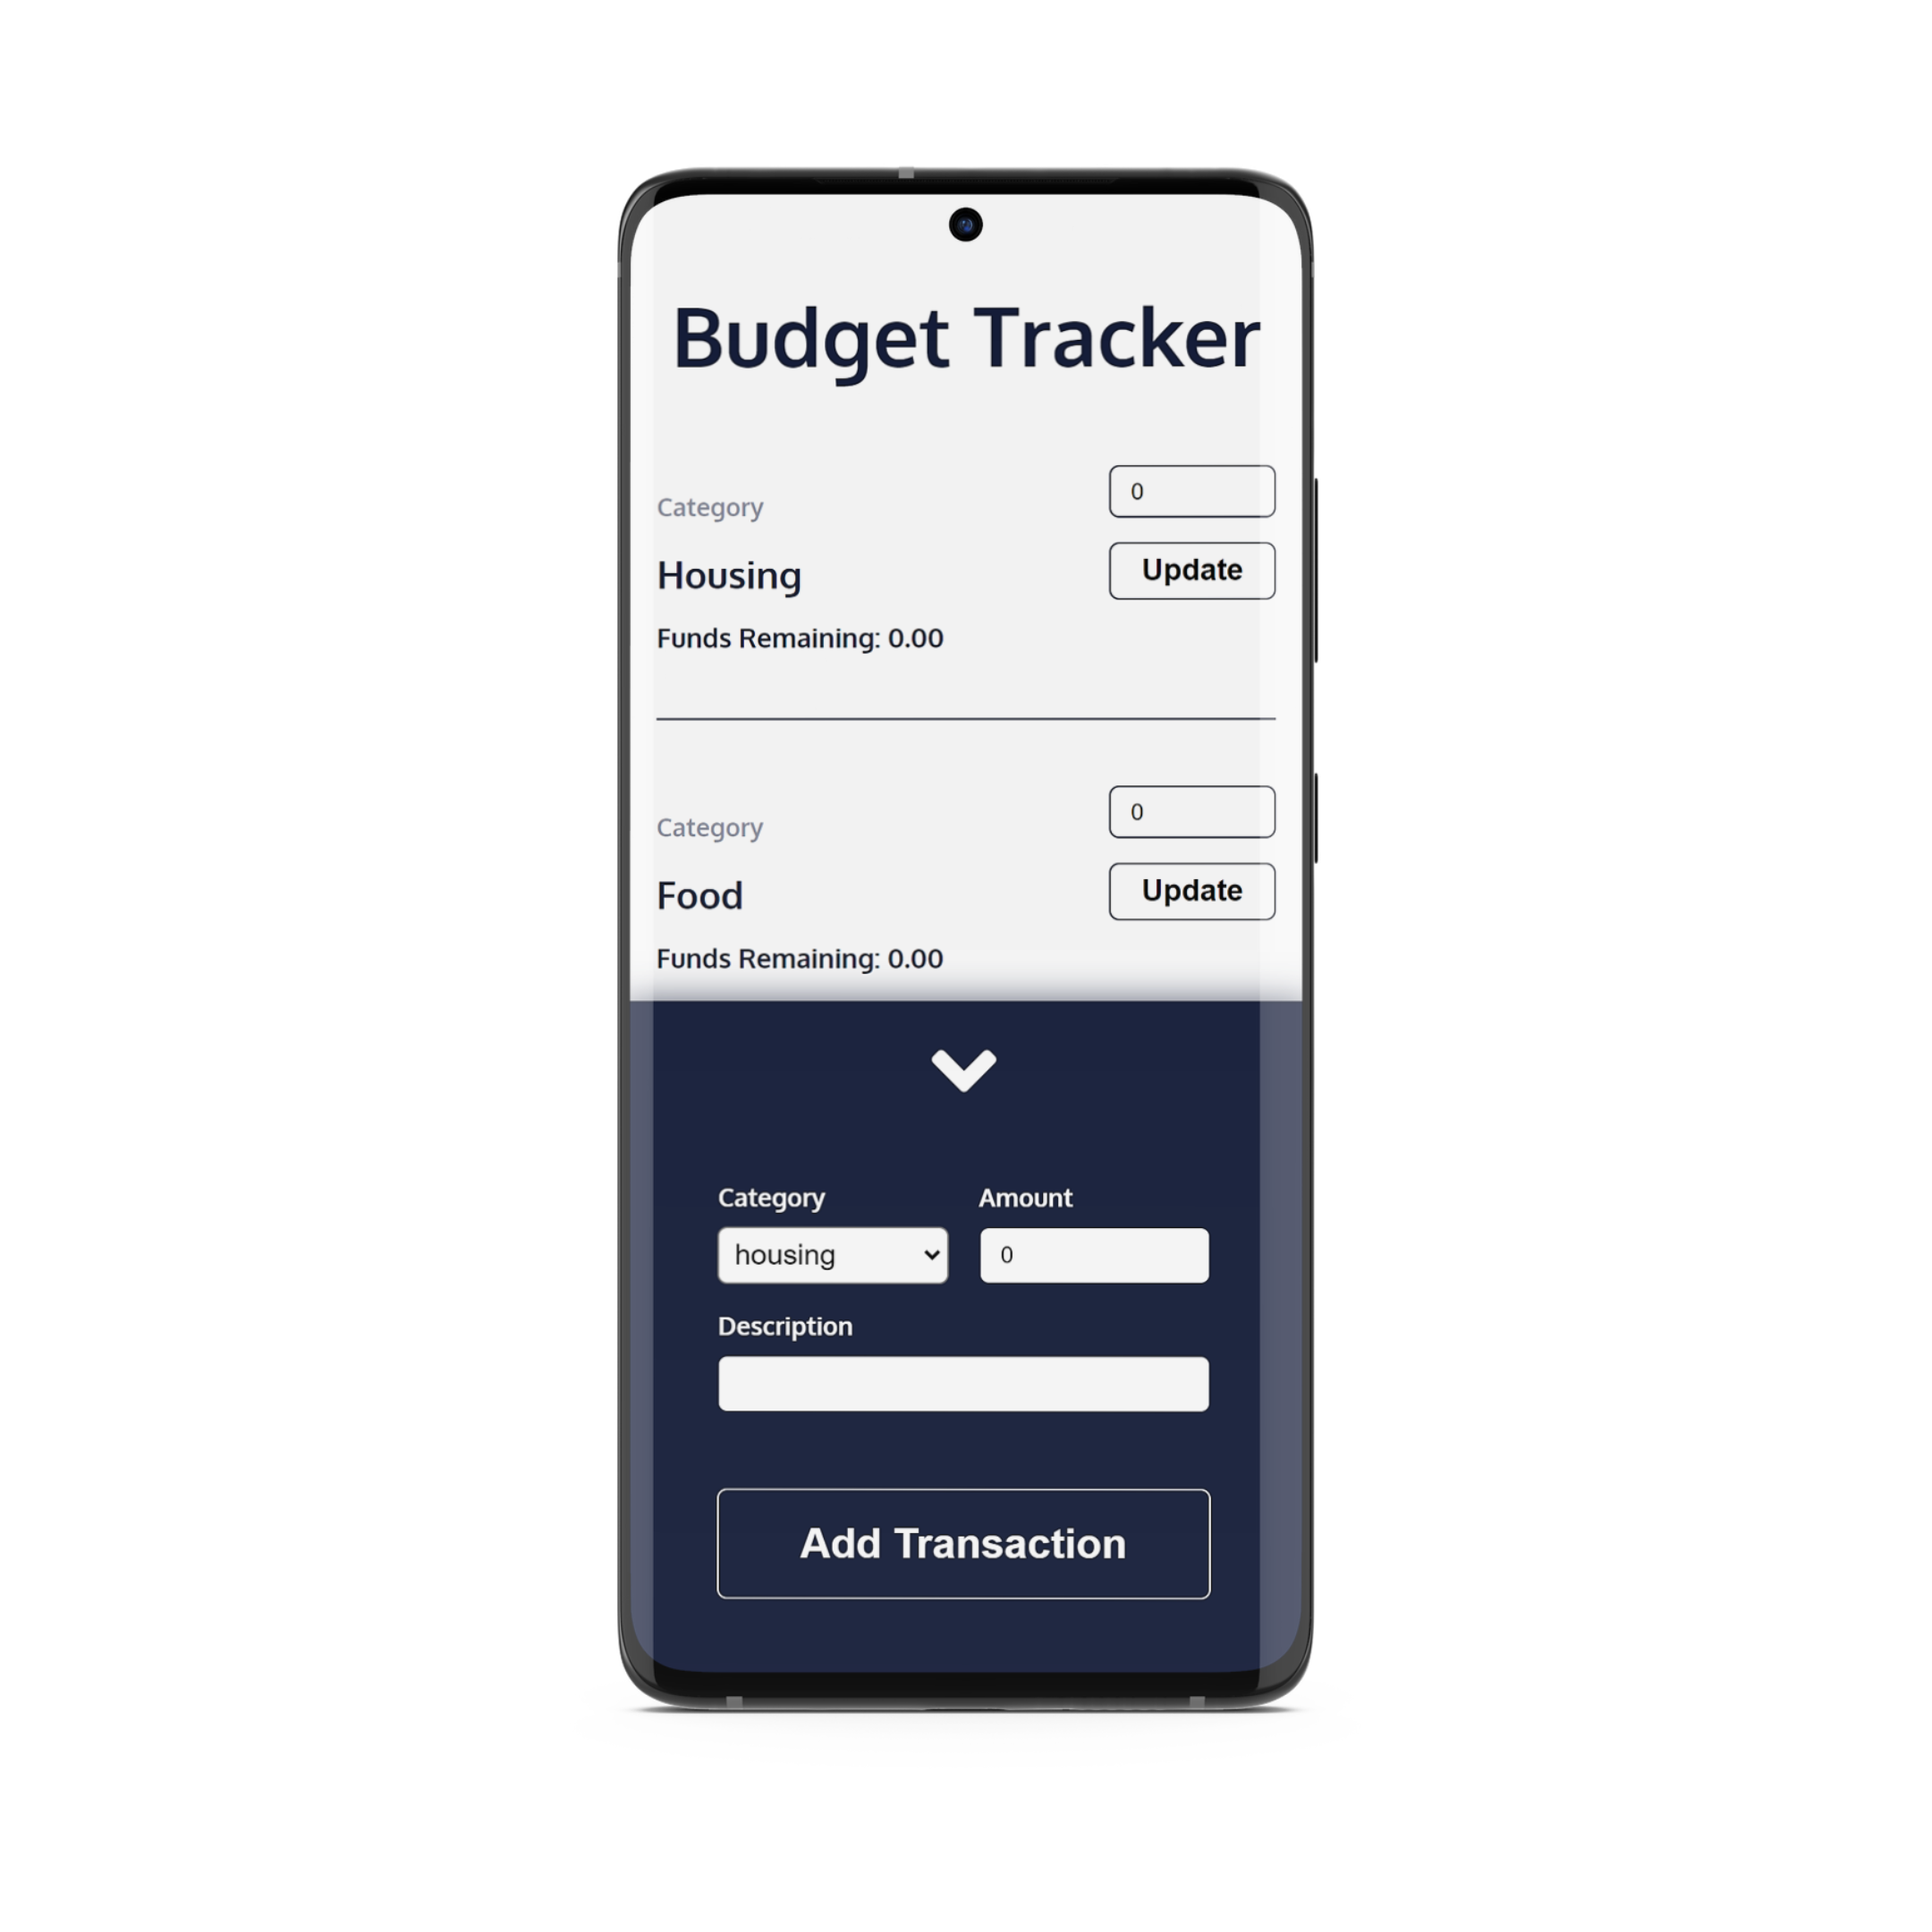 Budget Tracker
0
Category
Update
Housing
Funds Remaining: 0.00
0
Category
Update
Food
Funds Remaining: 0.00
Category Amount
housing 0
Description
Add Transaction